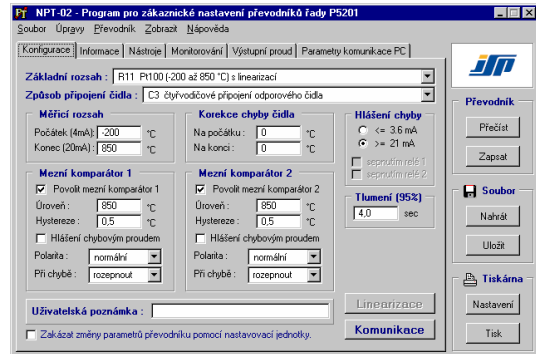 NPT-02 - Program pro zákaznické nastavení převodníků řady P5201
Soubor Úpravy Převodník Zobrazit Nápověda
Konfigurace Informace Nástroje Monitorování Výstupní proud Parametry komunikace PC
Základní rozsah : R11 Pt100 (-200 až 850 °C) s linearizací
Způsob připojení čidla : C3 čtyřvodičové připojení odporového čidla
Měřicí rozsah
Počátek (4mA): -200 °C
Konec (20mA) : 850 °C
Korekce chyby čidla
Na počátku : 0 °C
Na konci : 0 °C
Hlášení chyby
<= 3.6 mA
>= 21 mA
sepnutím relé 1
sepnutím relé 2
Mezní komparátor 1
Povolit mezní komparátor 1
Úroveň : 850 °C
Hystereze : 0,5 °C
Hlášení chybovým proudem
Polarita : normální
Při chybě : rozepnout
Mezní komparátor 2
Povolit mezní komparátor 2
Úroveň : 850 °C
Hystereze : 0,5 °C
Hlášení chybovým proudem
Polarita : normální
Při chybě : rozepnout
Tlumení (95%)
4,0 sec
Uživatelská poznámka :
Zakázat změny parametrů převodníku pomocí nastavovací jednotky.
Linearizace
Komunikace
JSP
Převodník
Přečíst
Zapsat
Soubor
Nahrát
Uložit
Tiskárna
Nastavení
Tisk